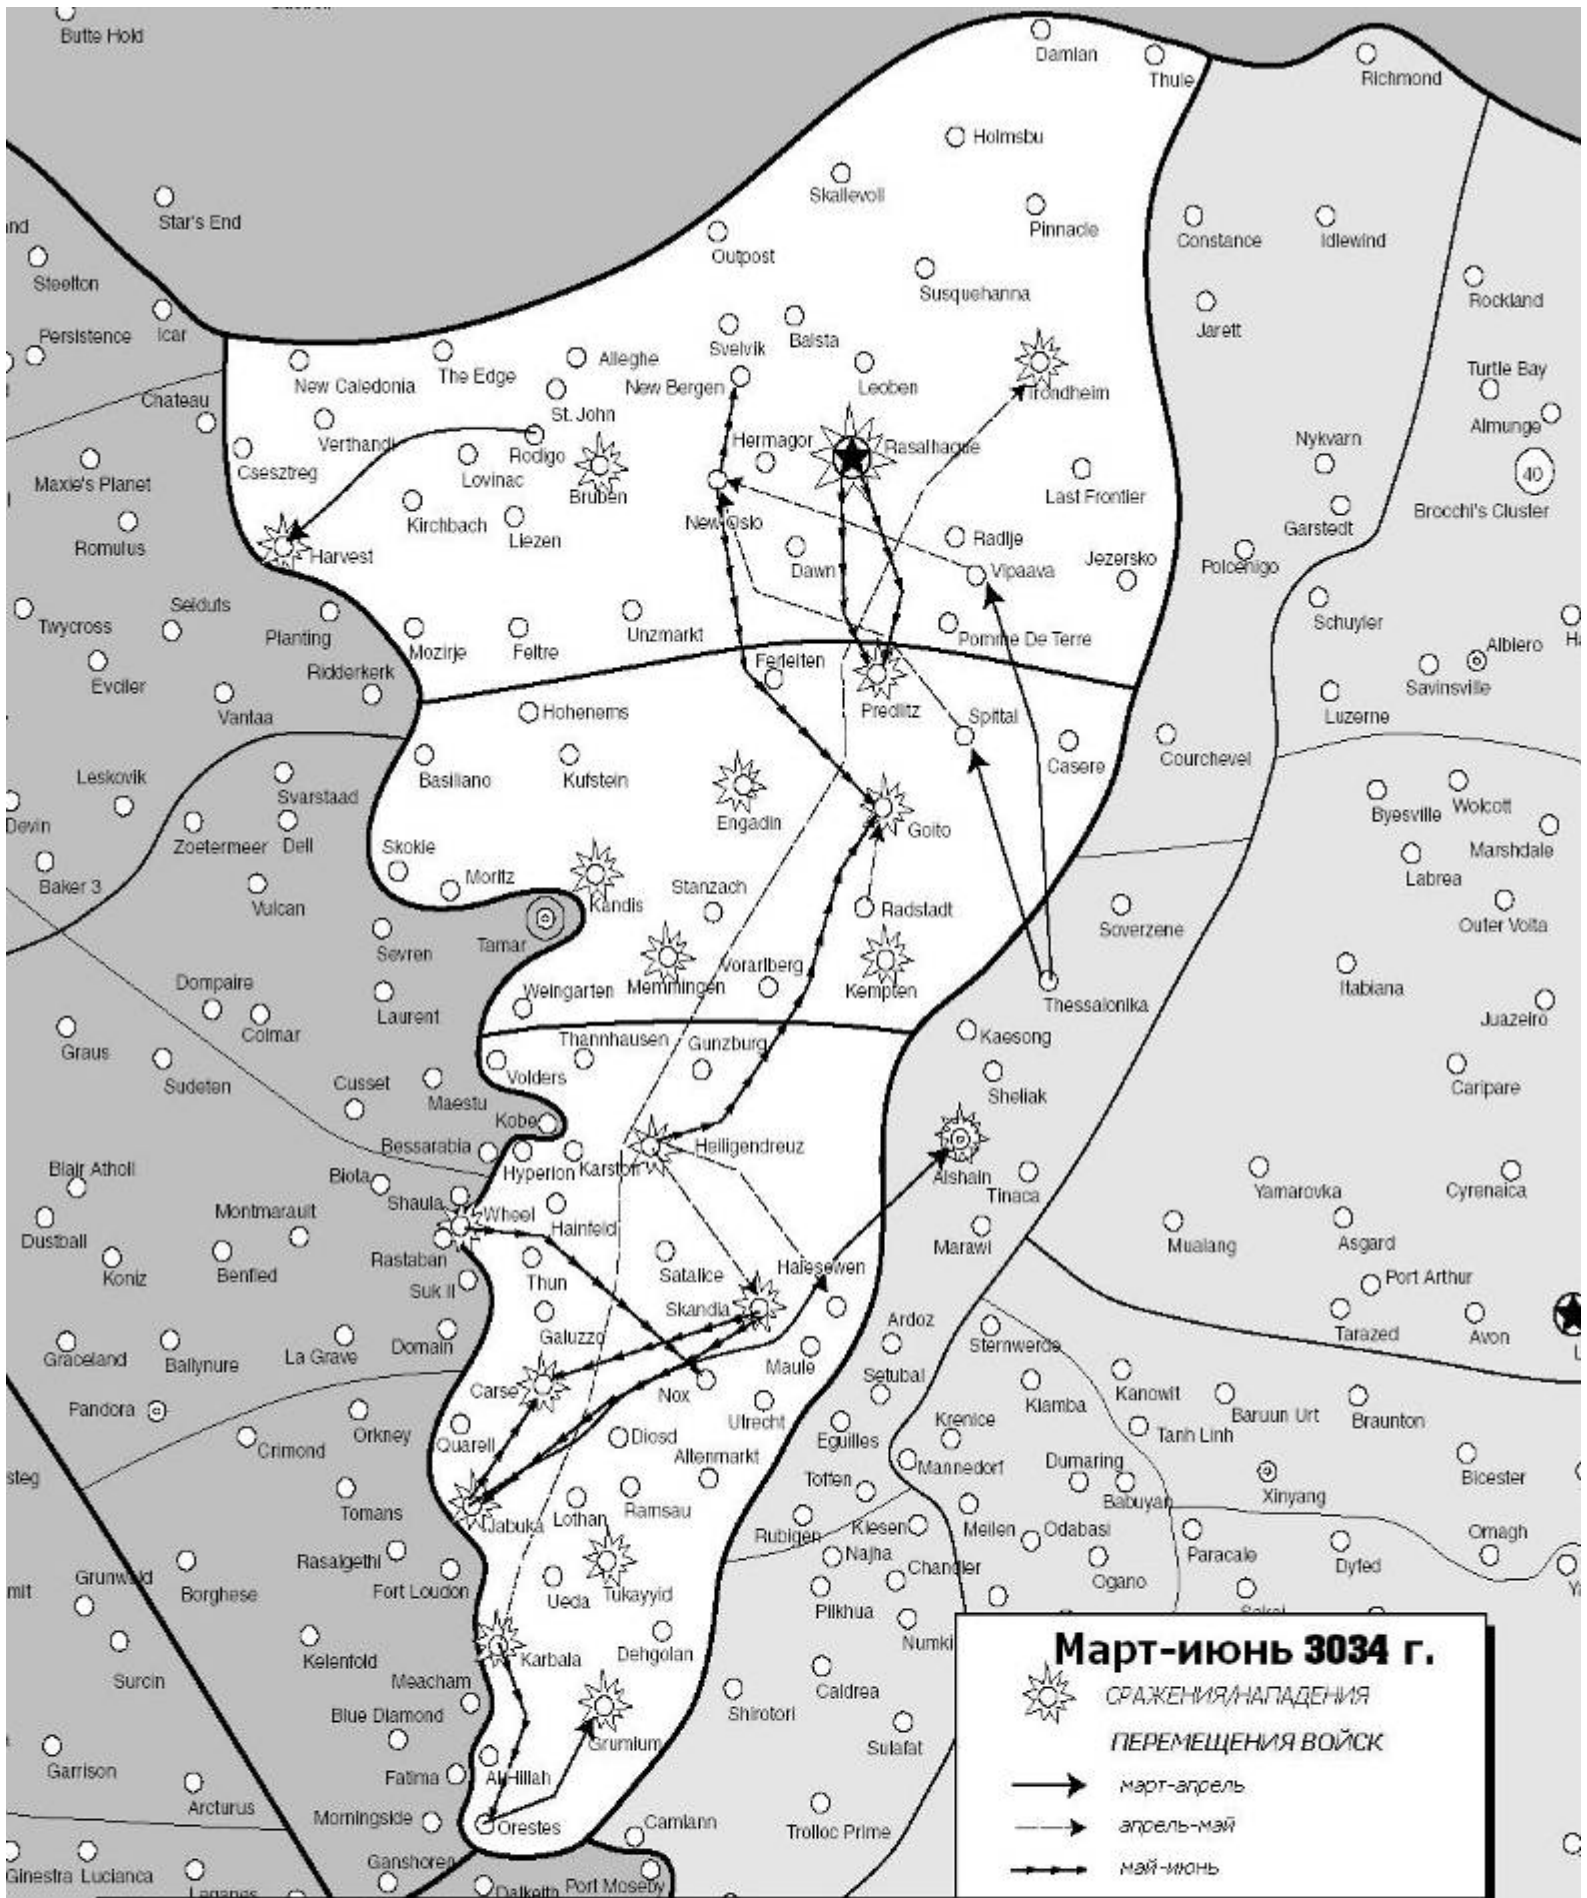 Butte Hold
Damian
Thule
Richmond
Holmsbu
Skallevoll
Star's End
Pinnacle
Constance
Idlewind
Outpost
Steelton
Susquehanna
Rockland
Persistence
Icar
Jarett
Svelvik
Balsta
Alleghe
The Edge
New Caledonia
New Bergen
Leoben
Trondheim
Turtle Bay
Chateau
St. John
Almunge
Verthandi
Hermagor
Rasalhague
Nykvarn
Csesztreg
Rodigo
Lovinac
Bruben
Last Frontier
40
Maxie's Planet
Kirchbach
New Oslo
Garstedt
Brocchi's Cluster
Romulus
Liezen
Harvest
Radlje
Dawn
Vipaava
Jezersko
Polcenigo
Selduts
Twycross
Planting
Unzmarkt
Pomme De Terre
Schuyler
Mozirje
Feltre
Albiero
Ridderkerk
Ferleiten
Evciler
Vantaa
Savinsville
Hohenems
Predlitz
Spittal
Luzerne
Basiliano
Kufstein
Casere
Courchevel
Leskovik
Svarstaad
Wolcott
Byesville
Devin
Engadin
Goito
Zoetermeer
Dell
Skokie
Marshdale
Baker 3
Moritz
Stanzach
Labrea
Vulcan
Kandis
Radstadt
Outer Volta
Tamar
Soverzene
Sevren
Vorarlberg
Dompaire
Weingarten
Memmingen
Kempten
Itabiana
Thessalonika
Laurent
Juazeiro
Colmar
Graus
Thannhausen
Gunzburg
Kaesong
Sudeten
Cusset
Volders
Caripare
Maestu
Sheliak
Kobe
Bessarabia
Heiligendreuz
Blair Atholl
Hyperion
Karston
Biota
Alshain
Shaula
Tinaca
Yamarovka
Cyrenaica
Montmarault
Wheel
Hainfeld
Dustball
Rastaban
Marawi
Mualang
Asgard
Koniz
Benfled
Satalice
Haiesewen
Thun
Port Arthur
Suk II
Skandia
Ardoz
Galuzzo
Sternwerde
Tarazed
Avon
Graceland
Ballynure
La Grave
Domain
Maule
Setubal
Carse
Nox
Kiamba
Kanowit
Pandora
Utrecht
Krenice
Baruun Urt
Braunton
Orkney
Quarell
Diosd
Eguilles
Tanh Linh
Crimond
Altenmarkt
Mannedorf
Dumaring
steg
Toffen
Bicester
Babuyan
Xinyang
Tomans
Jabuka
Lothan
Ramsau
Rubigen
Kiesen
Meilen
Odabasi
Omagh
Rasalgethi
Najha
Paracale
Dyfed
Grunwald
Chandler
mit
Borghese
Fort Loudon
Ueda
Tukayyid
Ogano
Pilkhua
Numki
Kelenfold
Karbala
Dehgolan
Surcin
Meacham
Caldrea
Blue Diamond
Shirotori
Grumium
Sulafat
Garrison
Fatima
Al Hillah
Arcturus
Morningside
Orestes
Camlann
Trolloc Prime
Ganshoren
Ginestra
Lucianca
Dalkeith
Port Moseby
Март-июнь 3034 г.
СРАЖЕНИЯ/НАПАДЕНИЯ
ПЕРЕМЕЩЕНИЯ ВОЙСК
март-апрель
апрель-май
май-июнь